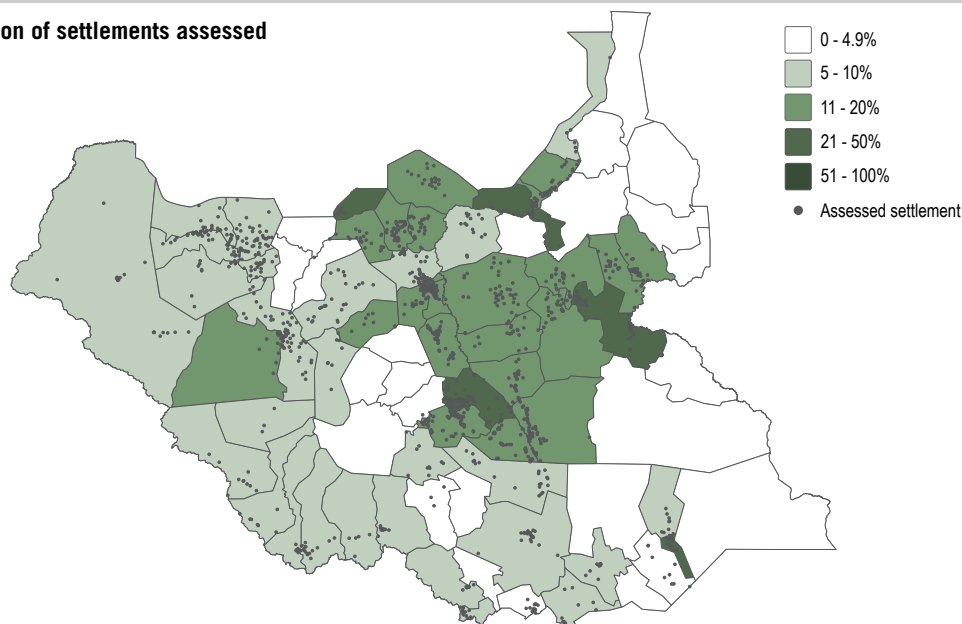 on of settlements assessed
0 - 4.9%
5 - 10%
11 - 20%
21 - 50%
51 - 100%
Assessed settlement